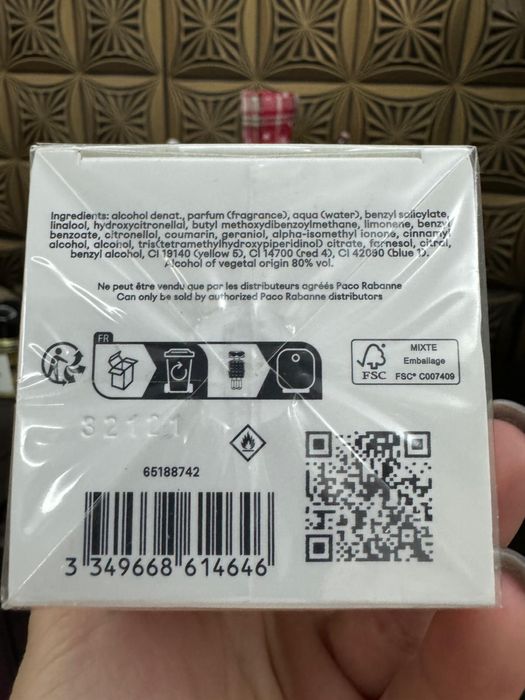 Ingredients: alcohol denat., parfum (fragrance), aqua (water), benzyl salicylate,
linalool, hydroxycitronellal, butyl methoxydibenzoylmethane, limonene, benzyl
benzoate, citronellol, coumarin, geraniol, alpha-isomethyl ionone, cinnamyl
alcohol, alcohol, tris(tetramethylhydroxypiperidinol) citrate, farnesol, citral,
benzyl alcohol, CI 19140 (yellow 5), CI 14700 (red 4), CI 42090 (blue 1).
Alcohol of vegetal origin 80% vol.
Ne peut être vendu que par les distributeurs agréés Paco Rabanne
Can only be sold by authorized Paco Rabanne distributors
FR
FSC
MIXTE
Emballage
FSC® C007409
32121
65188742
3 349668 614646